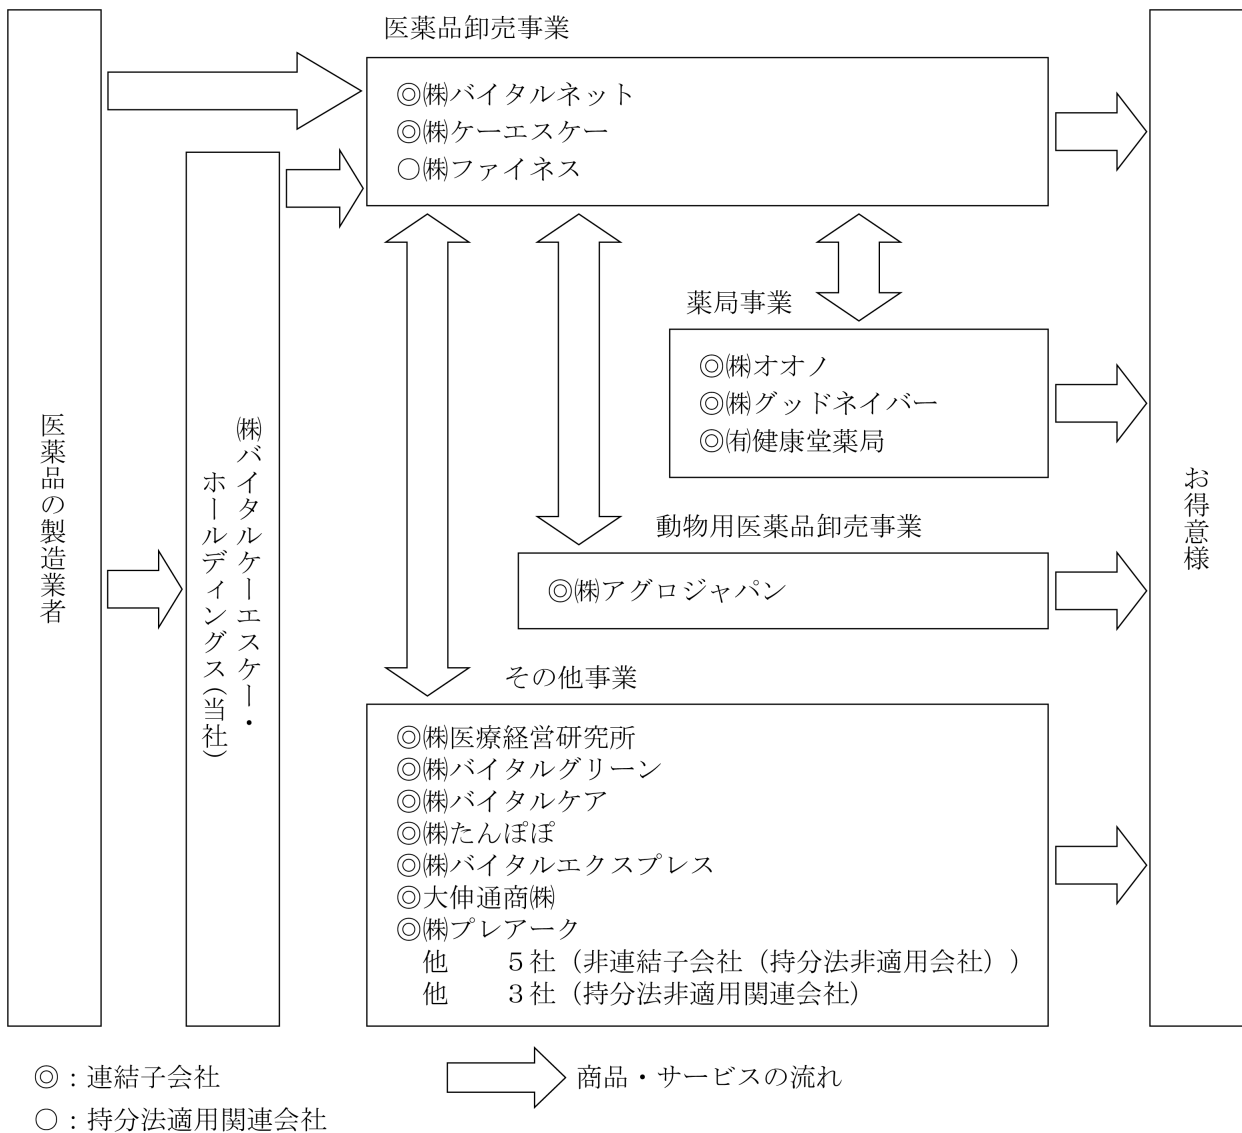 医薬品卸売事業
◎㈱バイタルネット
◎㈱ケーエスケー
○㈱ファイネス
薬局事業
◎㈱オオノ
◎㈱グッドネイバー
◎㈲健康堂薬局
動物用医薬品卸売事業
◎㈱アグロジャパン
その他事業
◎㈱医療経営研究所
◎㈱バイタルグリーン
◎㈱バイタルケア
◎㈱たんぽぽ
◎㈱バイタルエクスプレス
◎大伸通商㈱
◎㈱プレアーク
他　　５社（非連結子会社（持分法非適用会社））
他　　３社（持分法非適用関連会社）
医薬品の製造業者
㈱バイタルケーエスケー・
ホールディングス(当社)
お得意様
◎：連結子会社
○：持分法適用関連会社
商品・サービスの流れ